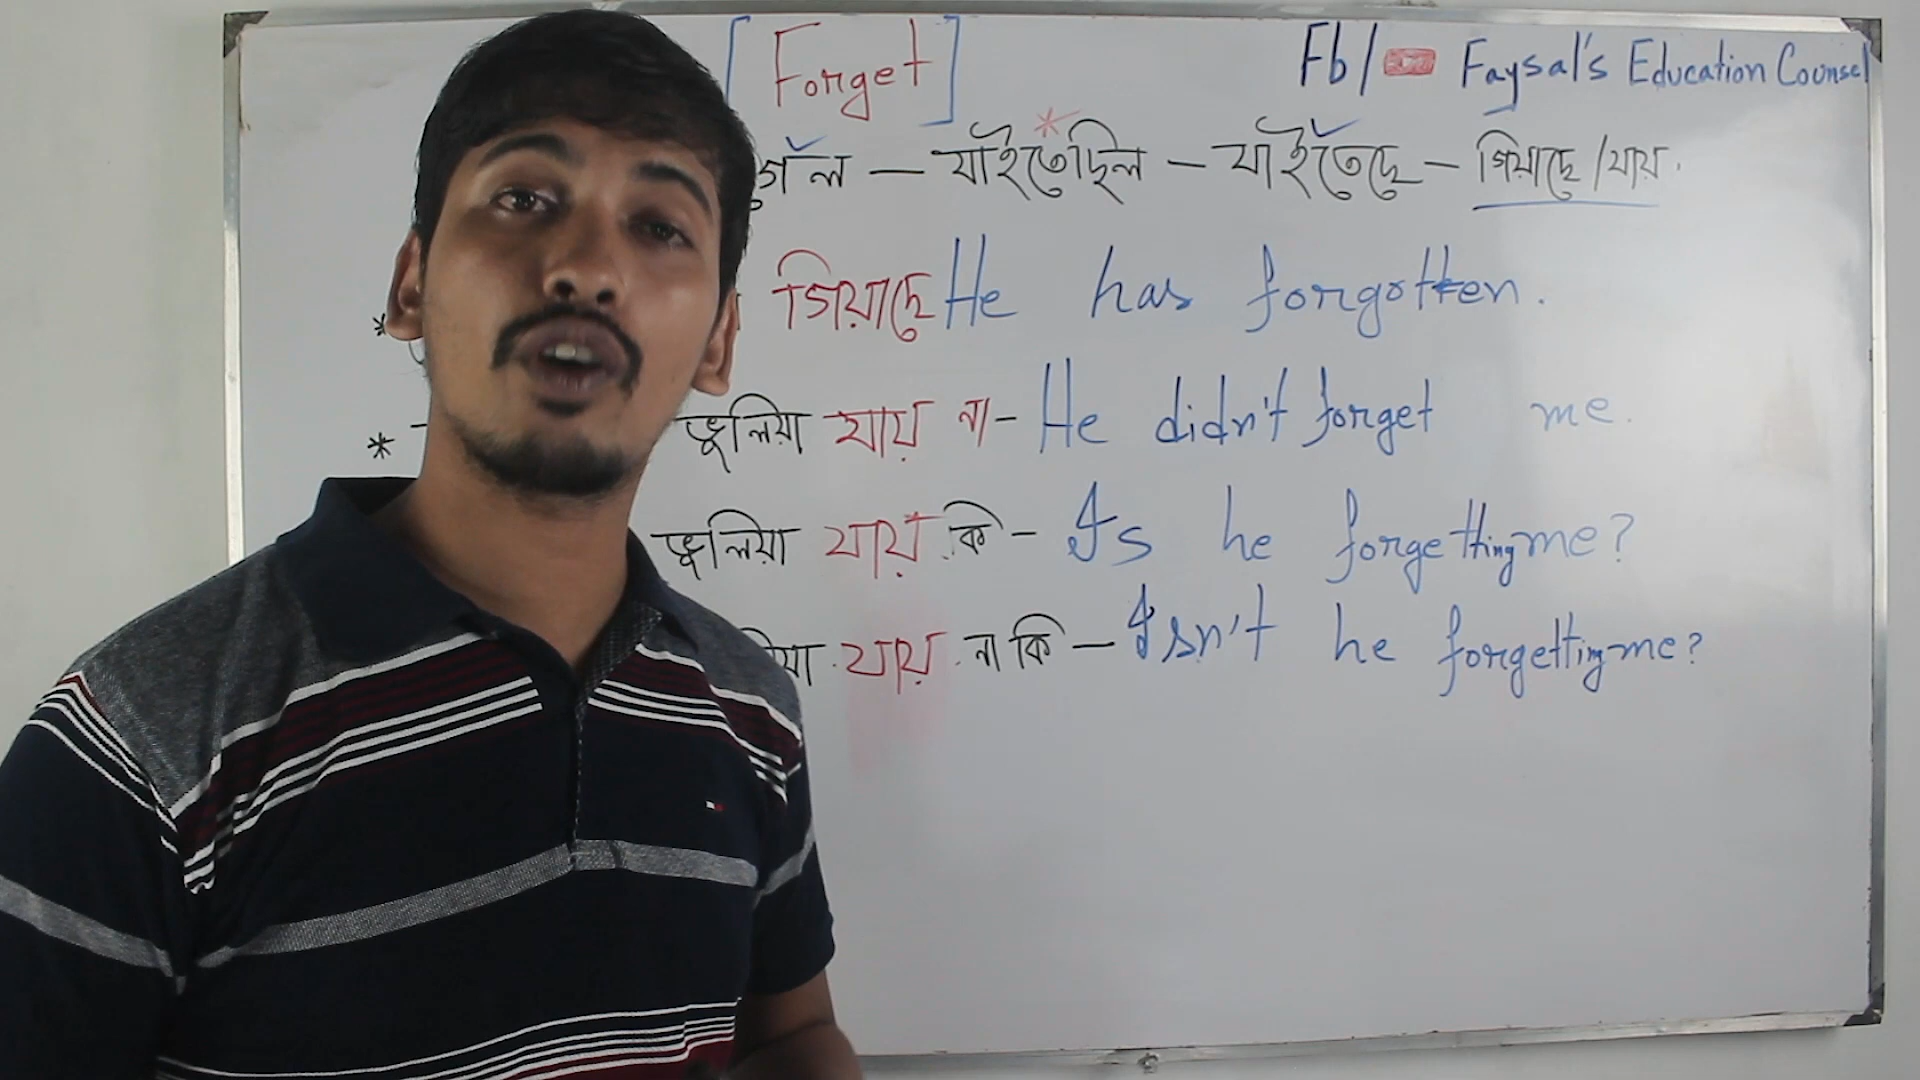 [Forget] Fb/ Faysal's Education Counsel
গেল – যাইতেছিল – যাইতেছে – গিয়াছে/যায়.
* গিয়াছে He has forgotten.
* ভুলিয়া যায় না – He didn't forget me.
ভুলিয়া যায় কি – Is he forgetting me?
যায় না কি – Isn't he forgetting me?